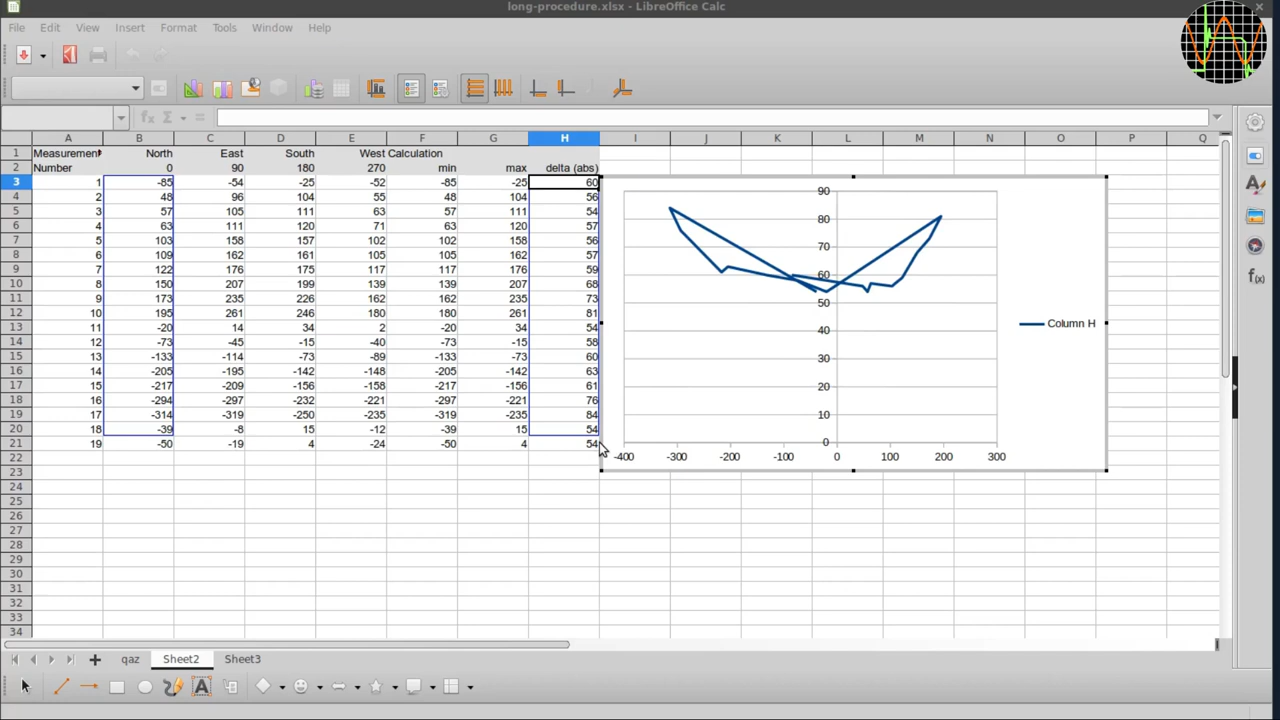 long-procedure.xlsx - LibreOffice Calc
File Edit View Insert Format Tools Window Help
A B C D E F G H I J K L M N O P Q
1 Measurement North East South West Calculation
2 Number 0 90 180 270 min max delta (abs)
3 1 -85 -54 -25 -52 -85 -25 60
4 2 48 96 104 55 48 104 56
5 3 57 105 111 63 57 111 54
6 4 63 111 120 71 63 120 57
7 5 103 158 157 102 102 158 56
8 6 109 162 161 105 105 162 57
9 7 122 176 175 117 117 176 59
10 8 150 207 199 139 139 207 68
11 9 173 235 226 162 162 235 73
12 10 195 261 246 180 180 261 81
13 11 -20 14 34 2 -20 34 54
14 12 -73 -45 -15 -40 -73 -15 58
15 13 -133 -114 -73 -89 -133 -73 60
16 14 -205 -195 -142 -148 -205 -142 63
17 15 -217 -209 -156 -158 -217 -156 61
18 16 -294 -297 -232 -221 -297 -221 76
19 17 -314 -319 -250 -235 -319 -235 84
20 18 -39 -8 15 -12 -39 15 54
21 19 -50 -19 4 -24 -50 4 54
22
23
24
25
26
27
28
29
30
31
32
33
34
90
80
70
60
50
40
30
20
10
0
-400 -300 -200 -100 0 100 200 300
Column H
qaz Sheet2 Sheet3